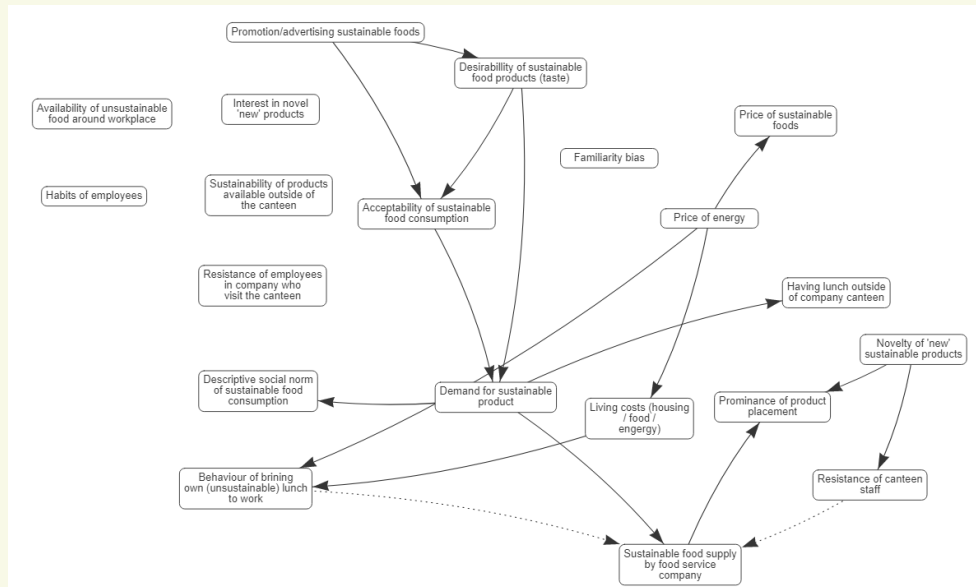 Promotion/advertising sustainable foods
Desirabillity of sustainable
food products (taste)
Availability of unsustainable
food around workplace
Interest in novel
'new' products
Price of sustainable
foods
Familiarity bias
Habits of employees
Sustainability of products
available outside of
the canteen
Acceptability of sustainable
food consumption
Price of energy
Resistance of employees
in company who
visit the canteen
Having lunch outside
of company canteen
Novelty of 'new'
sustainable products
Descriptive social norm
of sustainable food
consumption
Demand for sustainable
product
Living costs (housing
/ food /
engergy)
Prominance of product
placement
Behaviour of brining
own (unsustainable) lunch
to work
Resistance of canteen
staff
Sustainable food supply
by food service
company